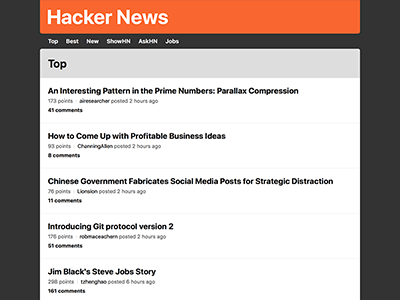 Hacker News
Top Best New ShowHN AskHN Jobs
Top
An Interesting Pattern in the Prime Numbers: Parallax Compression
173 points airesearcher posted 2 hours ago
41 comments
How to Come Up with Profitable Business Ideas
93 points ChanningAllen posted 2 hours ago
8 comments
Chinese Government Fabricates Social Media Posts for Strategic Distraction
76 points Lionsion posted 2 hours ago
11 comments
Introducing Git protocol version 2
176 points robmaceachern posted 2 hours ago
51 comments
Jim Black's Steve Jobs Story
298 points tzhenghao posted 6 hours ago
161 comments